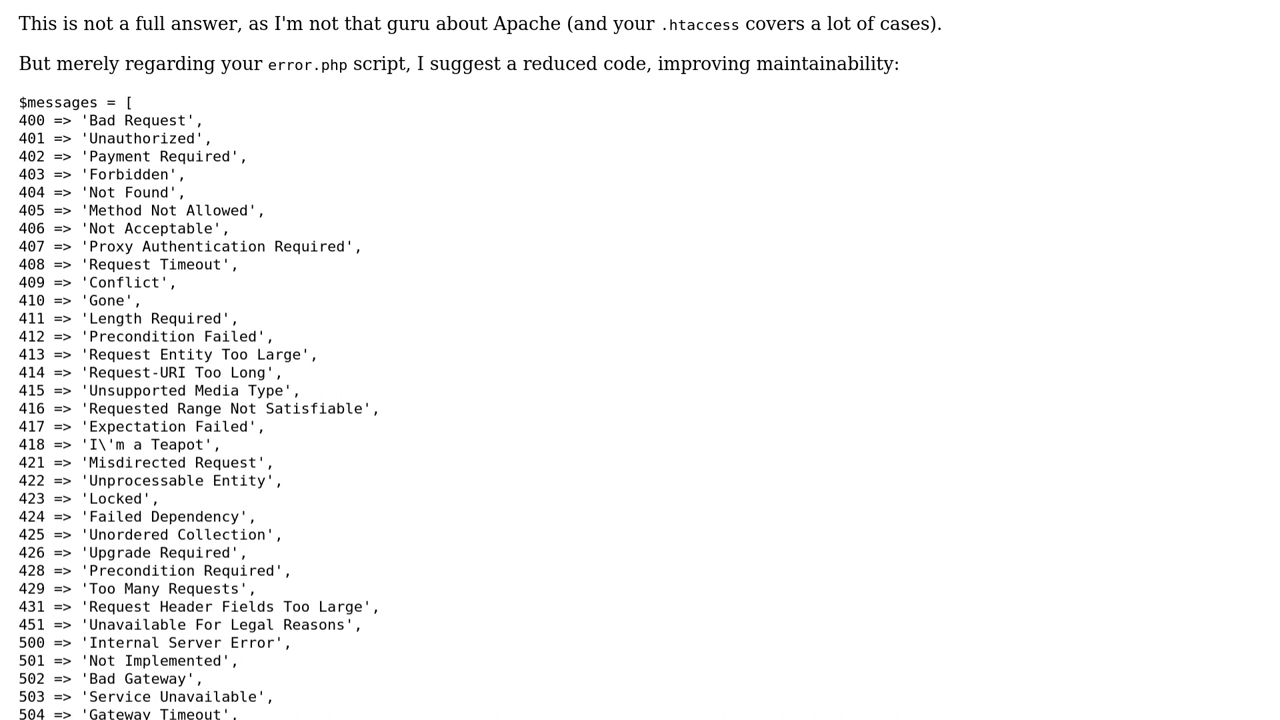 This is not a full answer, as I'm not that guru about Apache (and your .htaccess covers a lot of cases).
But merely regarding your error.php script, I suggest a reduced code, improving maintainability:
$messages = [
400 => 'Bad Request',
401 => 'Unauthorized',
402 => 'Payment Required',
403 => 'Forbidden',
404 => 'Not Found',
405 => 'Method Not Allowed',
406 => 'Not Acceptable',
407 => 'Proxy Authentication Required',
408 => 'Request Timeout',
409 => 'Conflict',
410 => 'Gone',
411 => 'Length Required',
412 => 'Precondition Failed',
413 => 'Request Entity Too Large',
414 => 'Request-URI Too Long',
415 => 'Unsupported Media Type',
416 => 'Requested Range Not Satisfiable',
417 => 'Expectation Failed',
418 => 'I\'m a Teapot',
421 => 'Misdirected Request',
422 => 'Unprocessable Entity',
423 => 'Locked',
424 => 'Failed Dependency',
425 => 'Unordered Collection',
426 => 'Upgrade Required',
428 => 'Precondition Required',
429 => 'Too Many Requests',
431 => 'Request Header Fields Too Large',
451 => 'Unavailable For Legal Reasons',
500 => 'Internal Server Error',
501 => 'Not Implemented',
502 => 'Bad Gateway',
503 => 'Service Unavailable',
504 => 'Gateway Timeout',